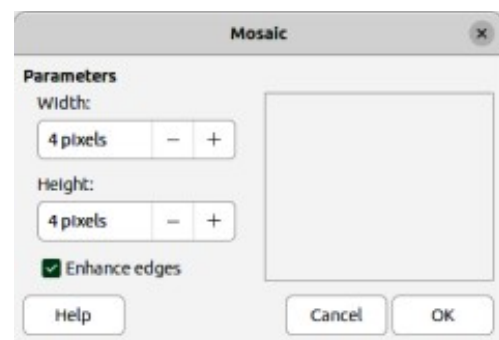 Mosaic
Parameters
Width:
4 pixels
Height:
4 pixels
Enhance edges
Help
Cancel
OK